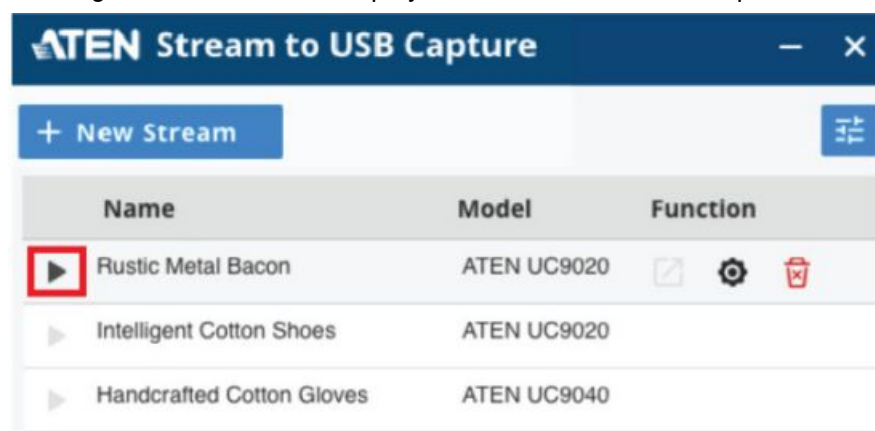 ATEN Stream to USB Capture
+ New Stream
Name Model Function
Rustic Metal Bacon ATEN UC9020
Intelligent Cotton Shoes ATEN UC9020
Handcrafted Cotton Gloves ATEN UC9040